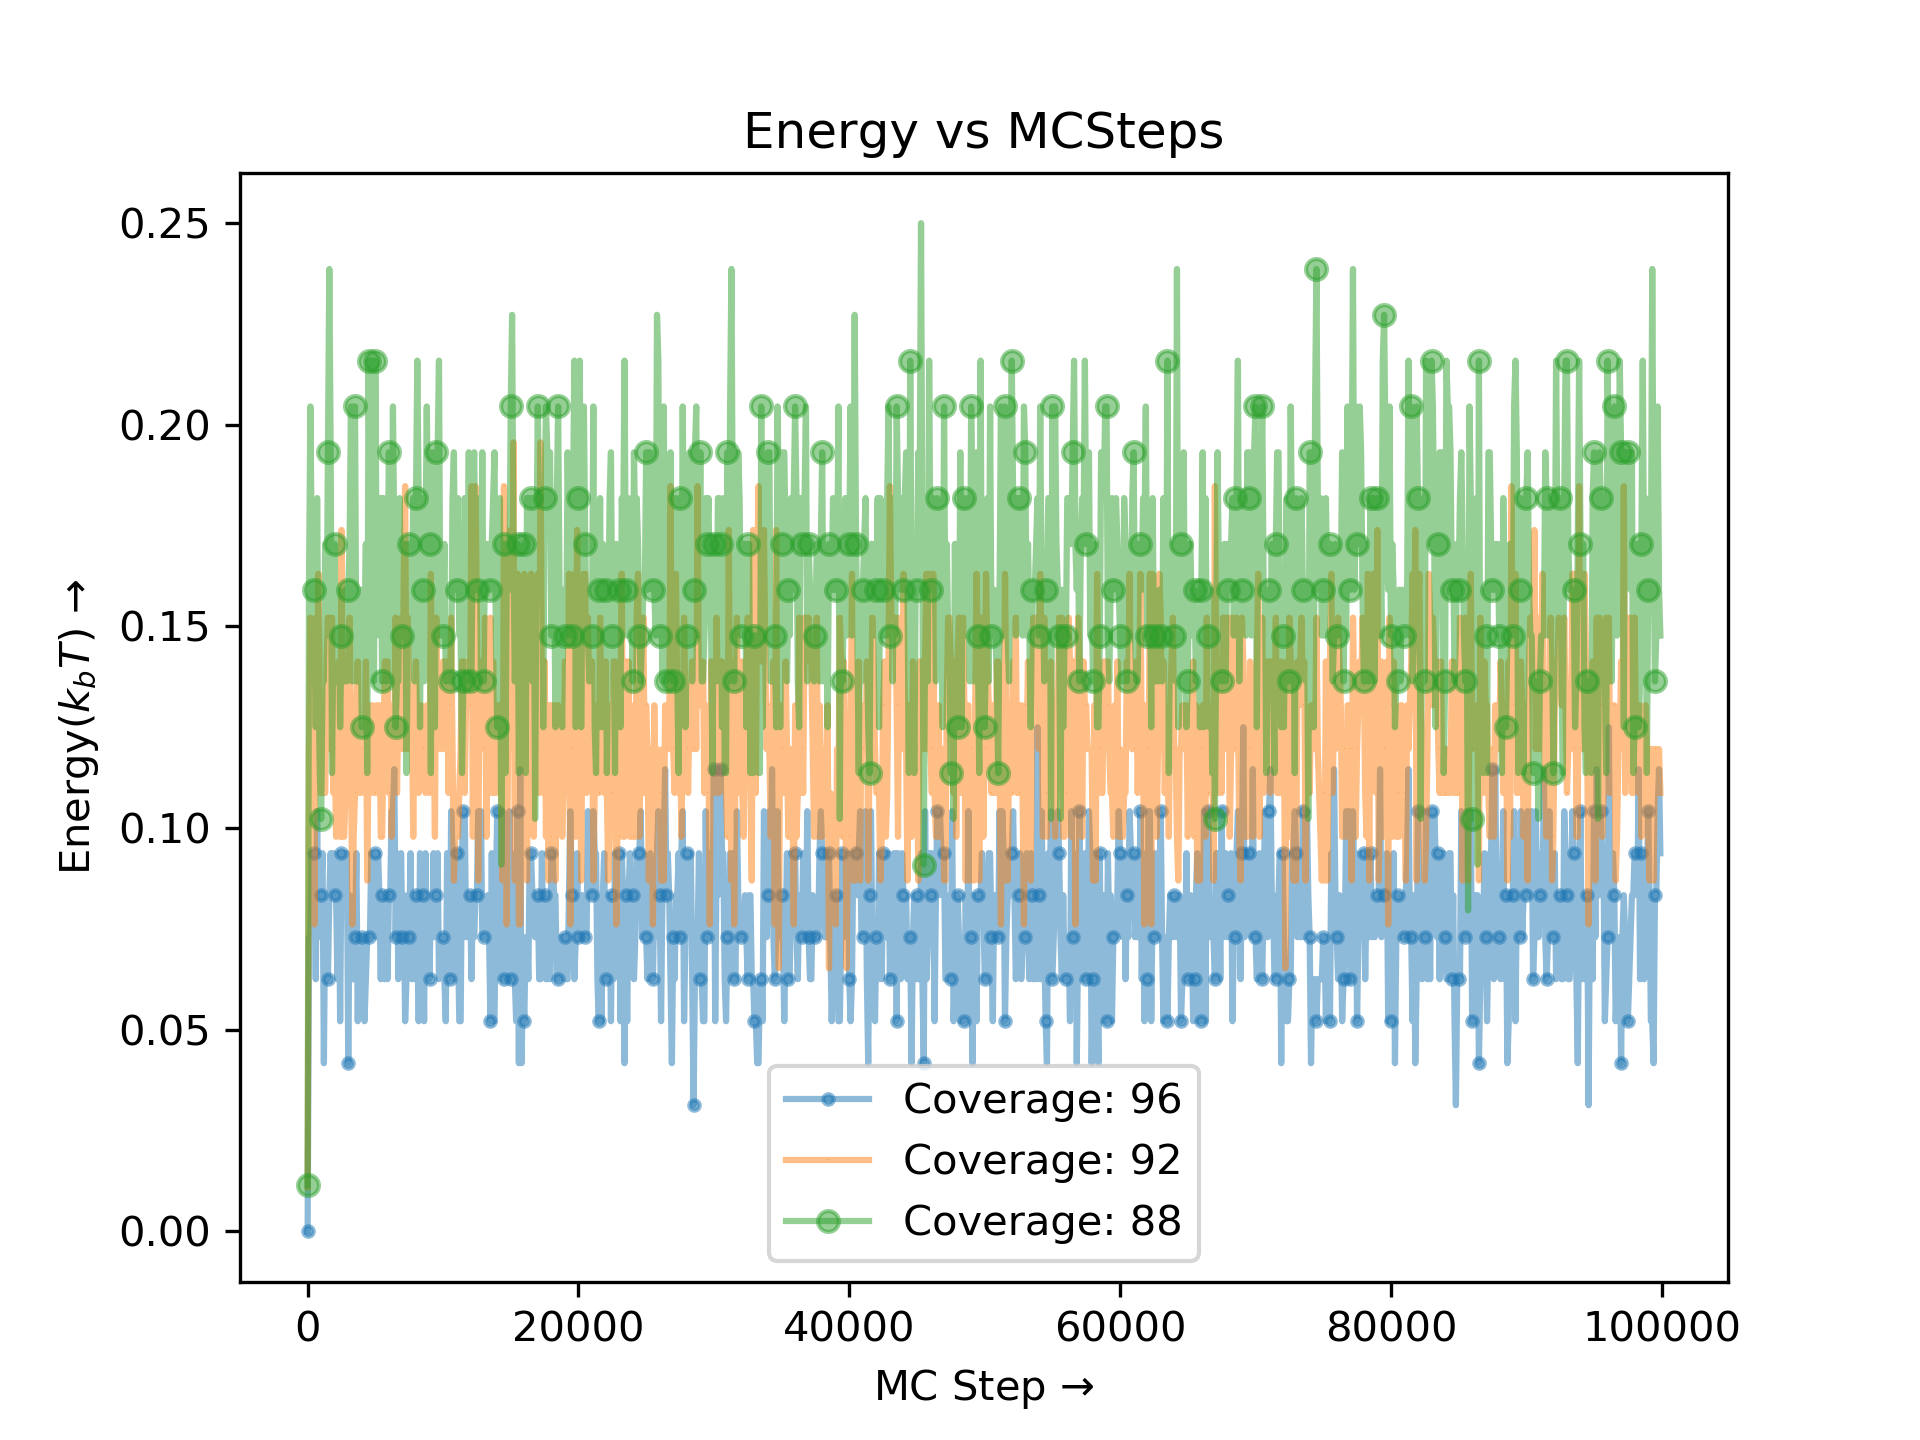 Energy vs MCSteps
Energy(k_bT) →
0.25
0.20
0.15
0.10
0.05
0.00
Coverage: 96
Coverage: 92
Coverage: 88
0 20000 40000 60000 80000 100000
MC Step →